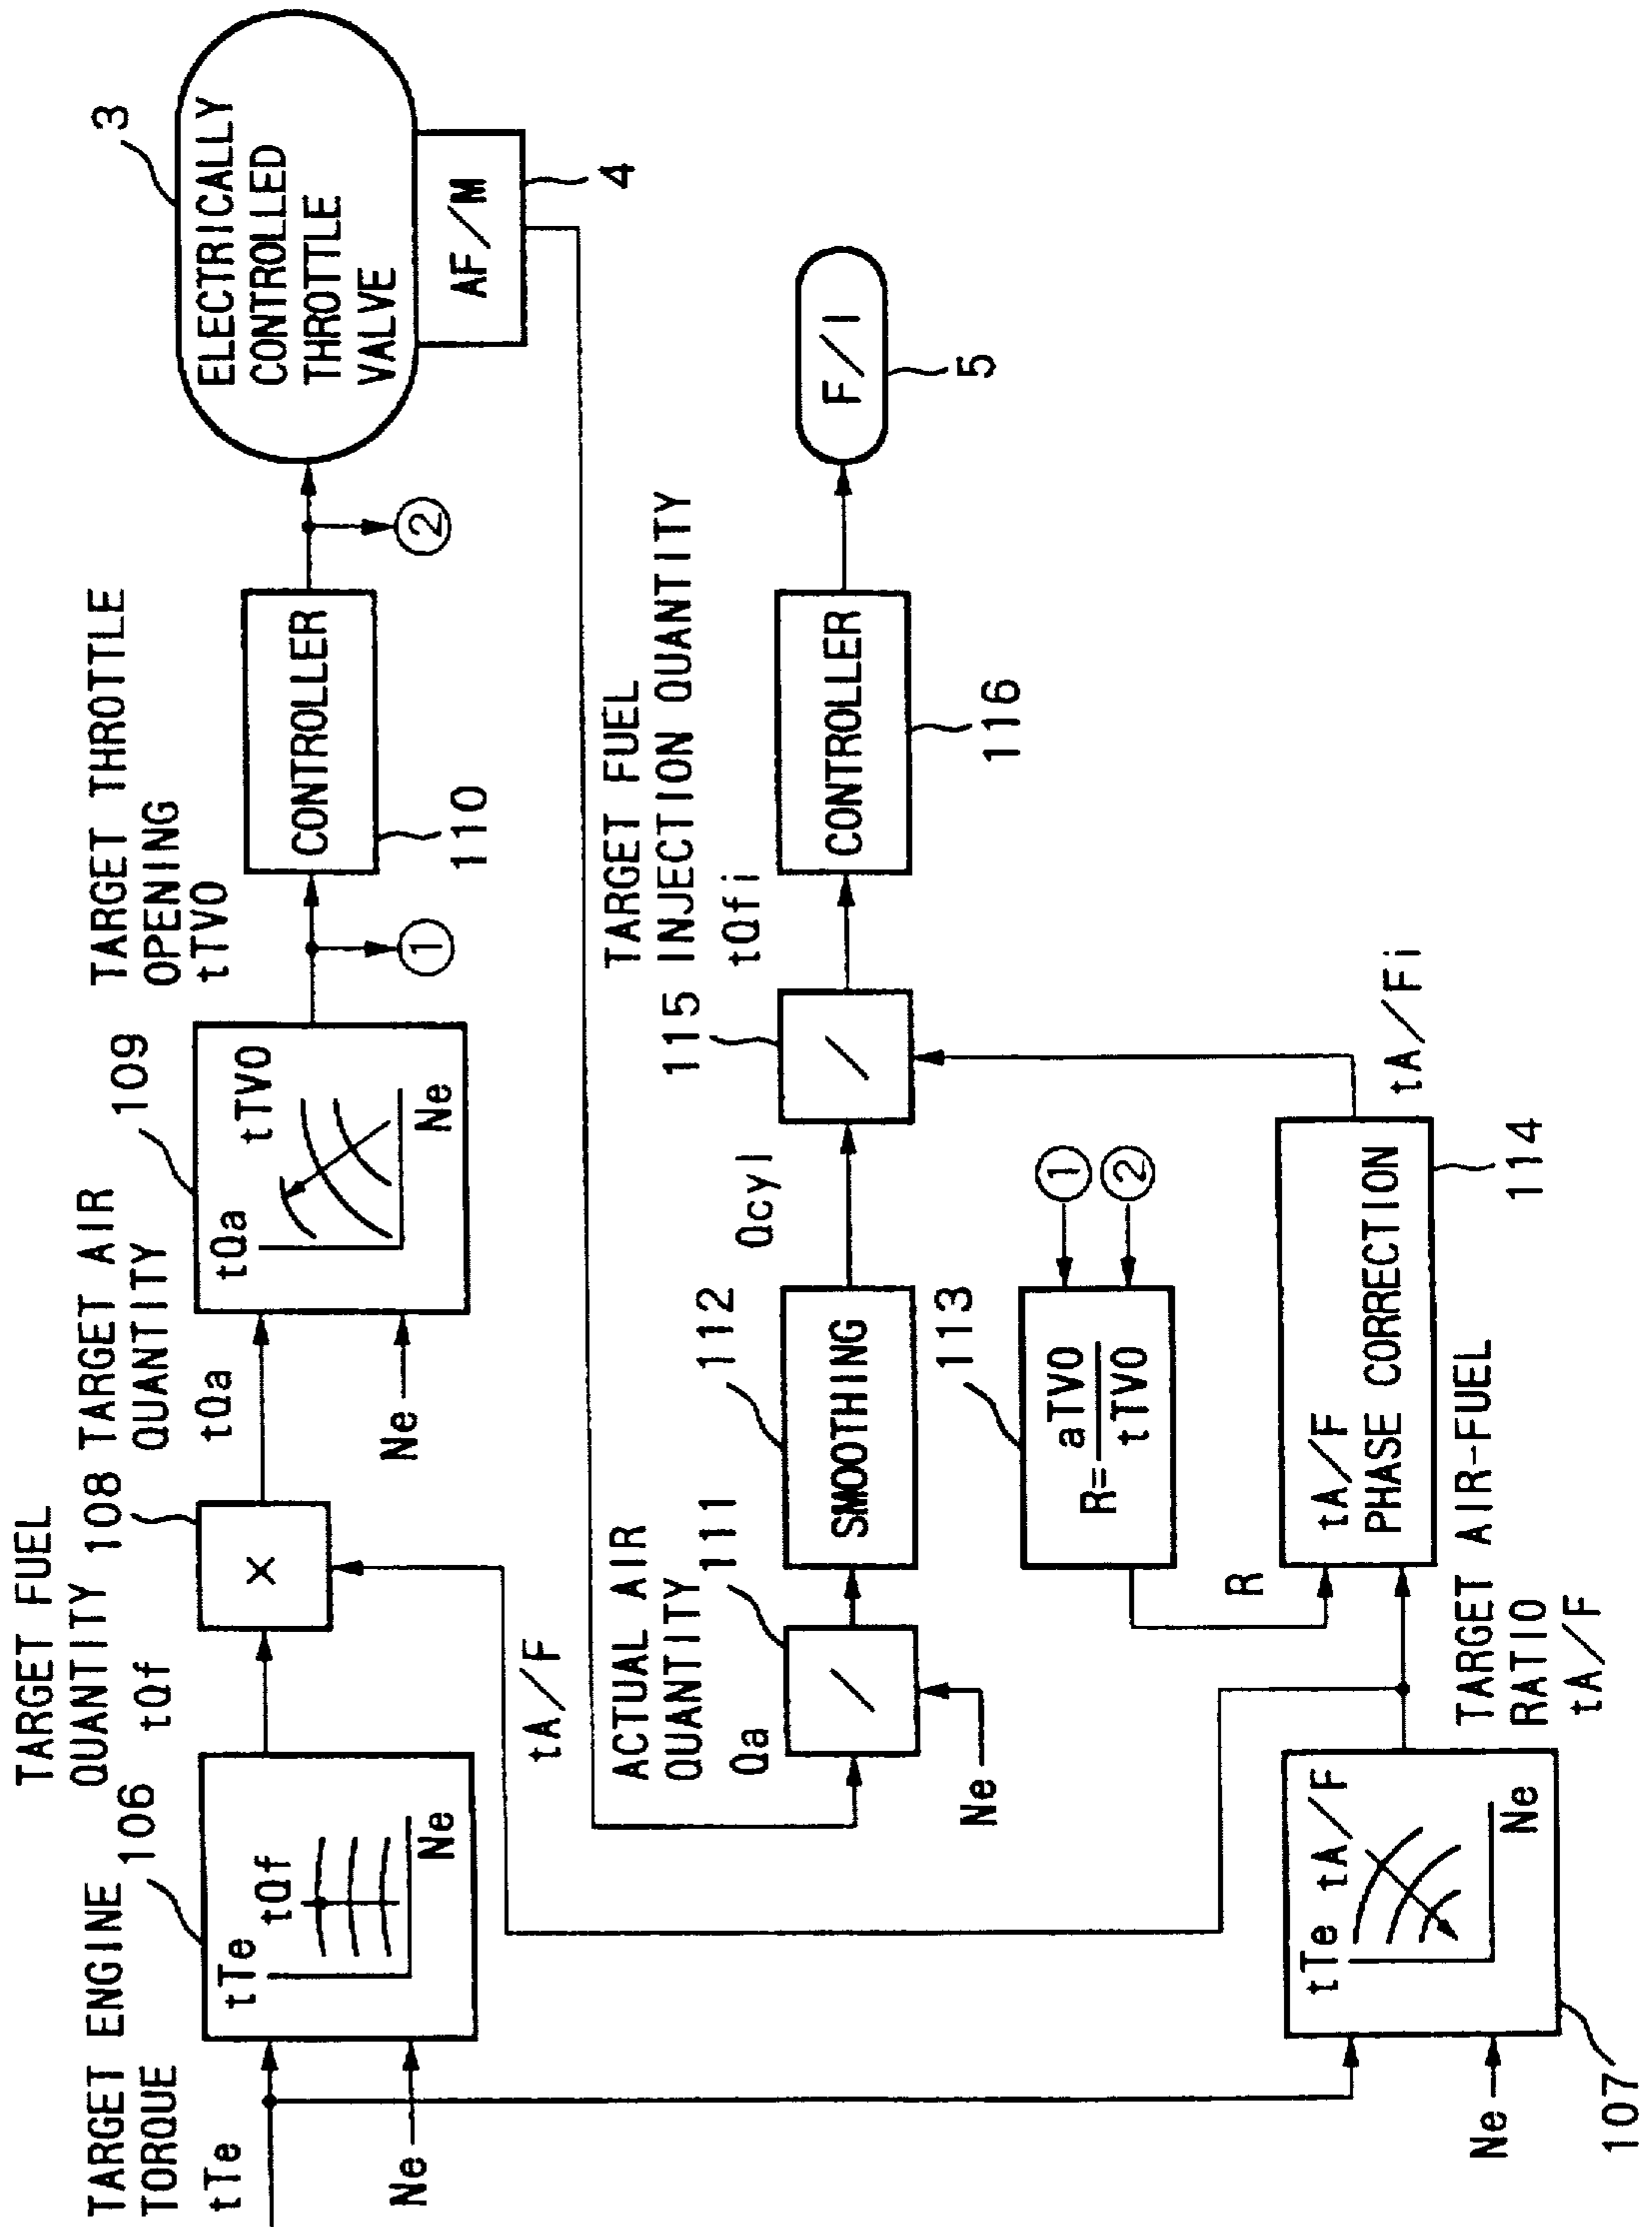 TARGET ENGINE
TORQUE
tTe
Ne
106
tTe
tQf
Ne
TARGET FUEL
QUANTITY
tQf
108
×
tA/F
TARGET AIR
QUANTITY
tQa
Ne
109
tQa
tTVO
Ne
TARGET THROTTLE
OPENING
tTVO
1
CONTROLLER
110
2
3
ELECTRICALLY
CONTROLLED
THROTTLE
VALVE
AF/M
4
ACTUAL AIR
QUANTITY
Qa
Ne
111
/
112
SMOOTHING
Qcyl
115
/
TARGET FUEL
INJECTION QUANTITY
tQfi
CONTROLLER
116
F/I
5
113
R=aTVO/tTVO
1
2
R
Ne
107
tTe
tA/F
Ne
TARGET AIR-FUEL
RATIO
tA/F
tA/F
PHASE CORRECTION
114
tA/Fi